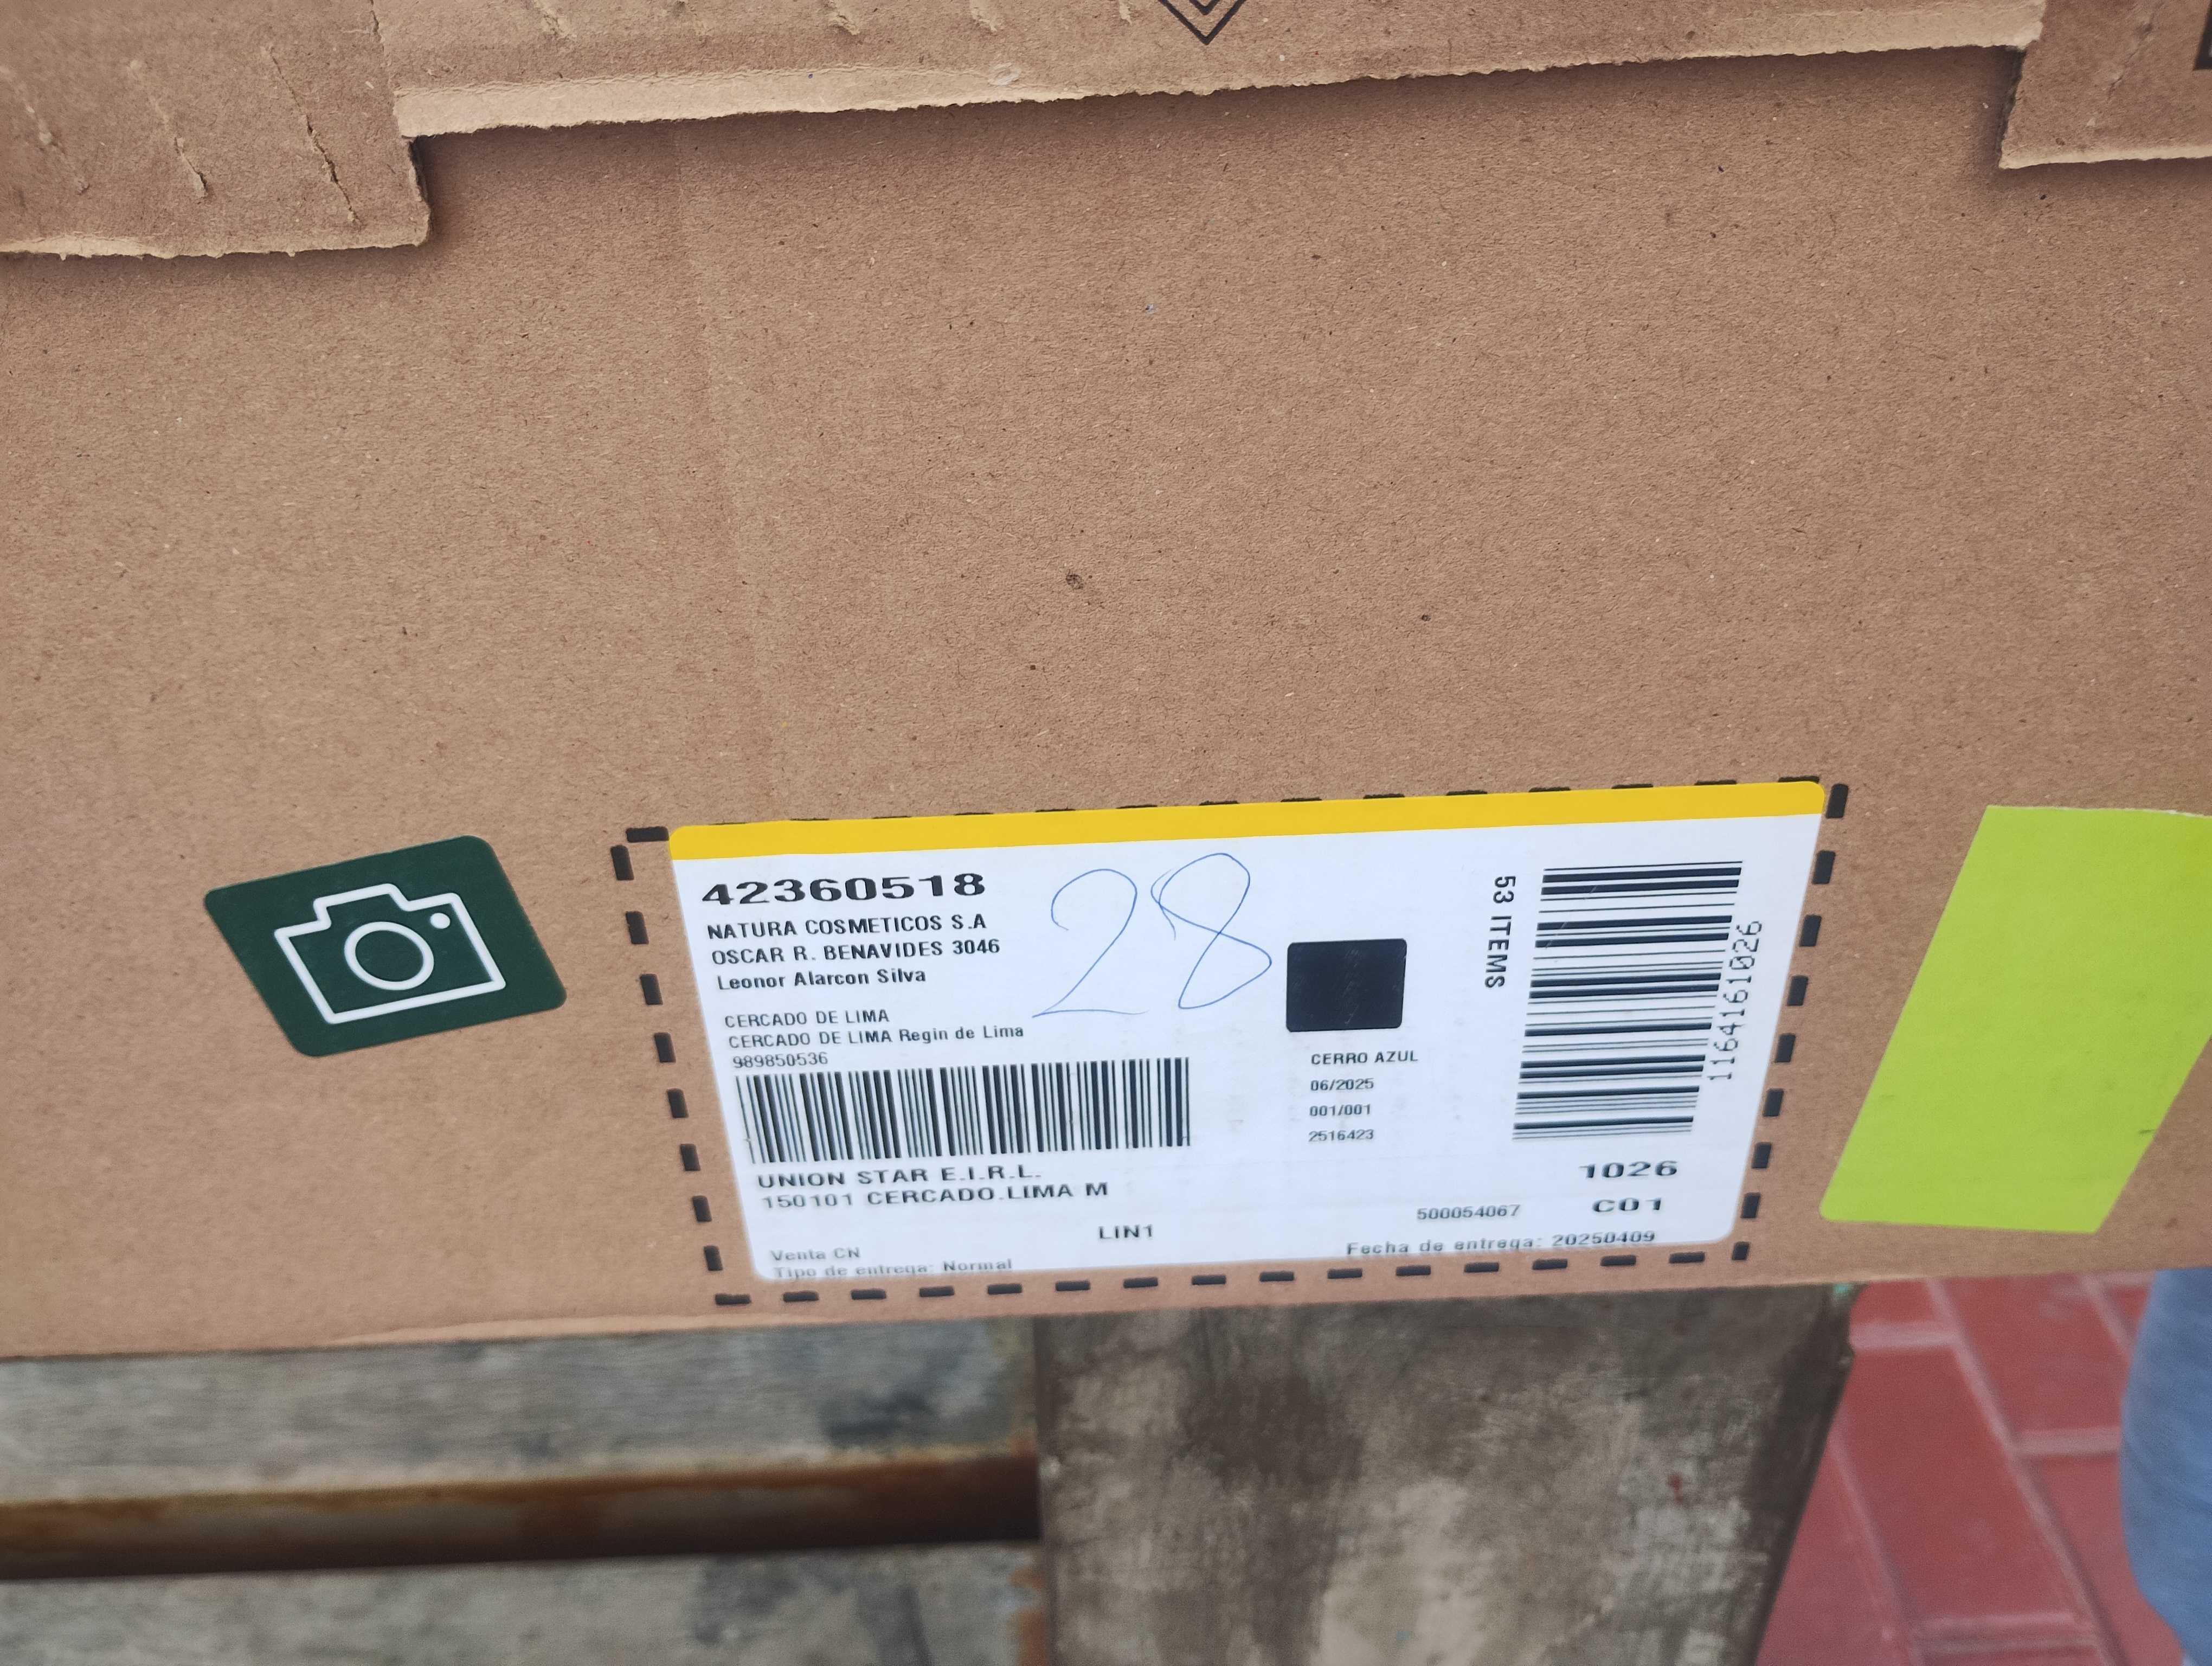 42360518
28
NATURA COSMETICOS S.A
OSCAR R. BENAVIDES 3046
Leonor Alarcon Silva
CERCADO DE LIMA
CERCADO DE LIMA Regin de Lima
989850536
53 ITEMS
1164161026
CERRO AZUL
06/2025
001/001
2516423
UNION STAR E.I.R.L.
150101 CERCADO.LIMA M
1026
C01
LIN1
500054067
Venta CN
Fecha de entrega: 20250409
Tipo de entrega: Normal